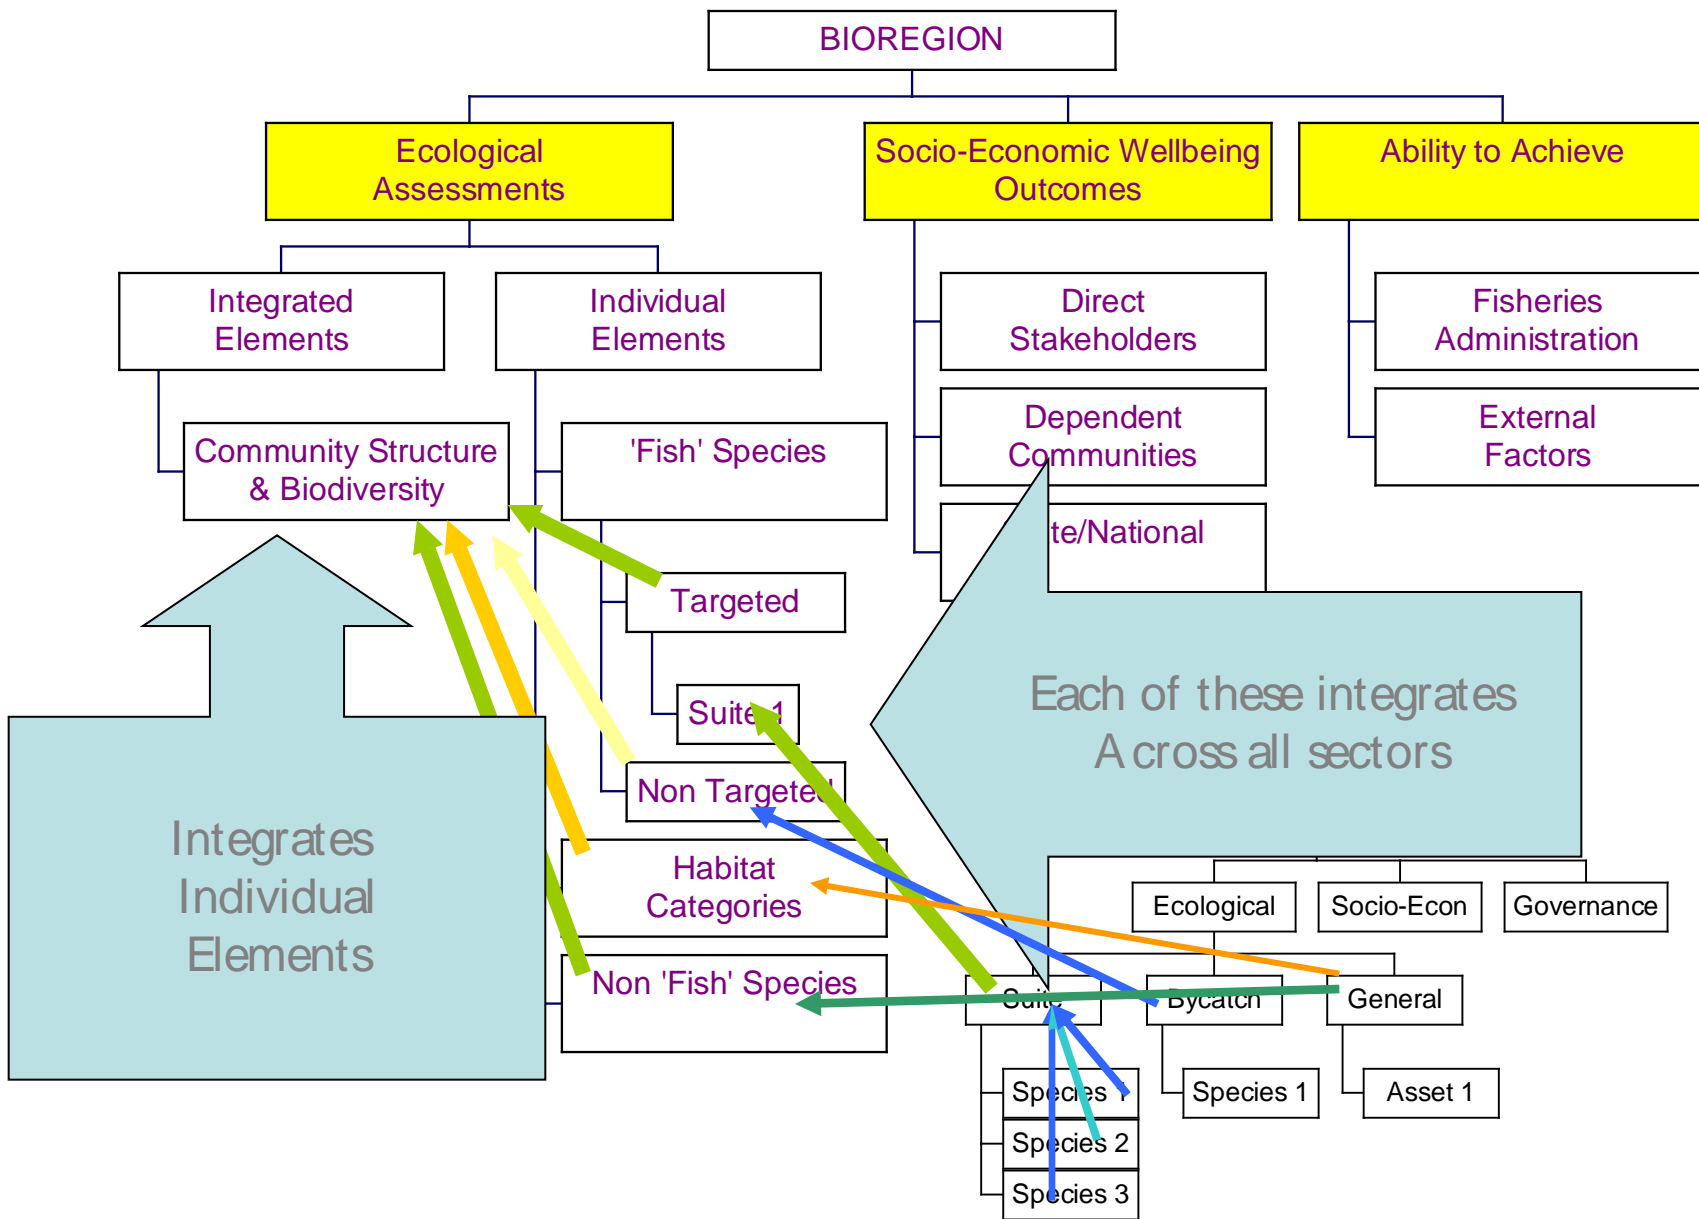 BIOREGION
Ecological
Assessments
Socio-Economic Wellbeing
Outcomes
Ability to Achieve
Integrated
Elements
Individual
Elements
Direct
Stakeholders
Fisheries
Administration
Community Structure
& Biodiversity
'Fish' Species
Dependent
Communities
External
Factors
te/National
Targeted
Suite 1
Non Targeted
Each of these integrates
Across all sectors
Integrates
Individual
Elements
Habitat
Categories
Non 'Fish' Species
Ecological
Socio-Econ
Governance
Suite
Bycatch
General
Species 1
Species 2
Species 3
Species 1
Asset 1